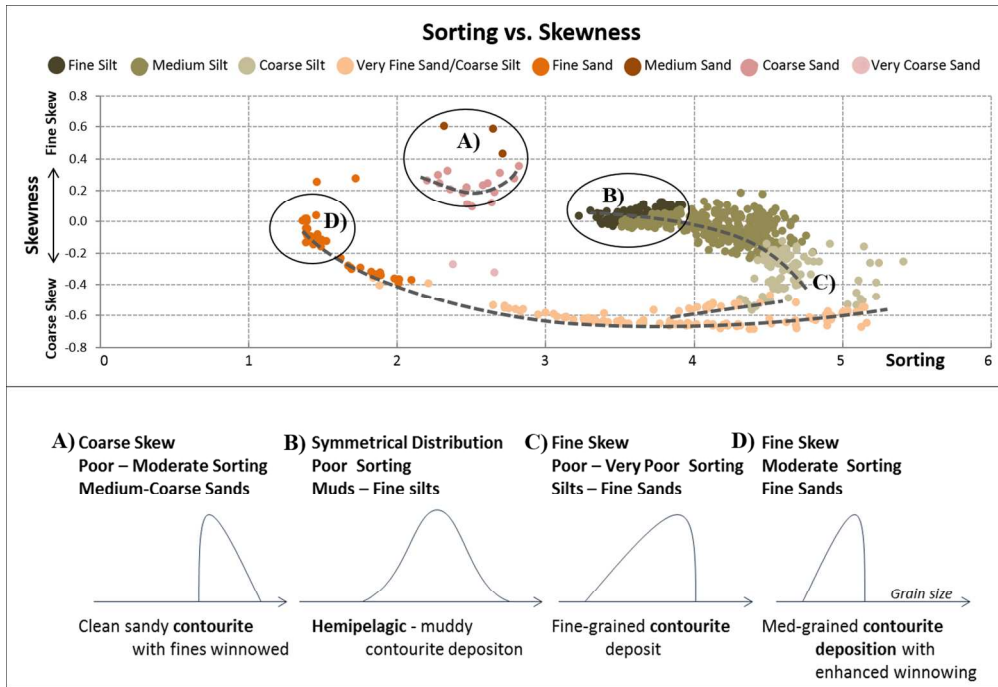 Sorting vs. Skewness
Fine Silt Medium Silt Coarse Silt Very Fine Sand/Coarse Silt Fine Sand Medium Sand Coarse Sand Very Coarse Sand
Fine Skew
Skewness
Coarse Skew
0.8
0.6
0.4
0.2
0.0
-0.2
-0.4
-0.6
-0.8
A)
B)
D)
C)
0 1 2 3 4 5 6
Sorting
A) Coarse Skew
Poor – Moderate Sorting
Medium-Coarse Sands
Clean sandy contourite
with fines winnowed
B) Symmetrical Distribution
Poor Sorting
Muds – Fine silts
Hemipelagic - muddy
contourite depositon
C) Fine Skew
Poor – Very Poor Sorting
Silts – Fine Sands
Fine-grained contourite
deposit
D) Fine Skew
Moderate Sorting
Fine Sands
Grain size
Med-grained contourite
deposition with
enhanced winnowing